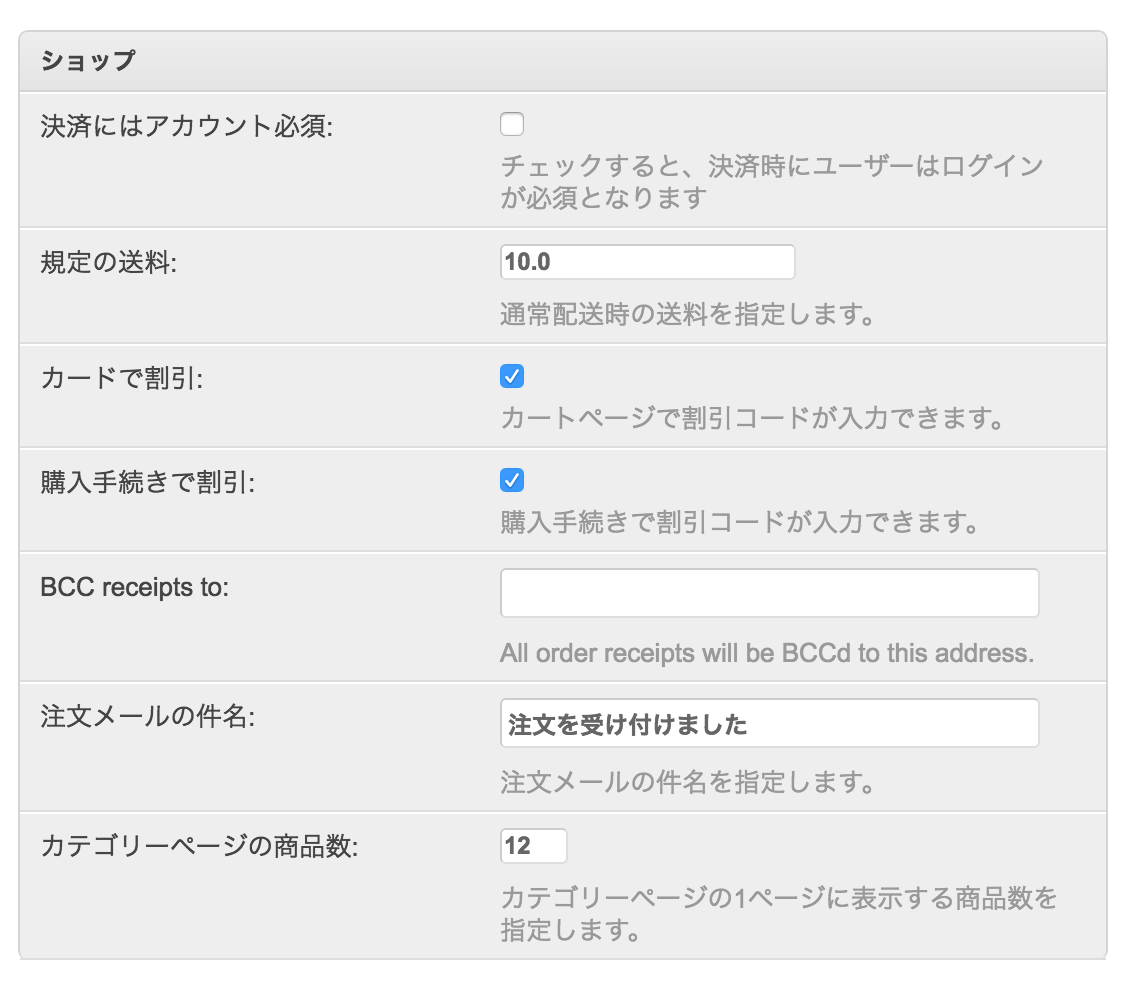 ショップ
決済にはアカウント必須:
チェックすると、決済時にユーザーはログイン
が必須となります
規定の送料:
10.0
通常配送時の送料を指定します。
カードで割引:
カートページで割引コードが入力できます。
購入手続きで割引:
購入手続きで割引コードが入力できます。
BCC receipts to:
All order receipts will be BCCd to this address.
注文メールの件名:
注文を受け付けました
注文メールの件名を指定します。
カテゴリーページの商品数:
12
カテゴリーページの1ページに表示する商品数を
指定します。